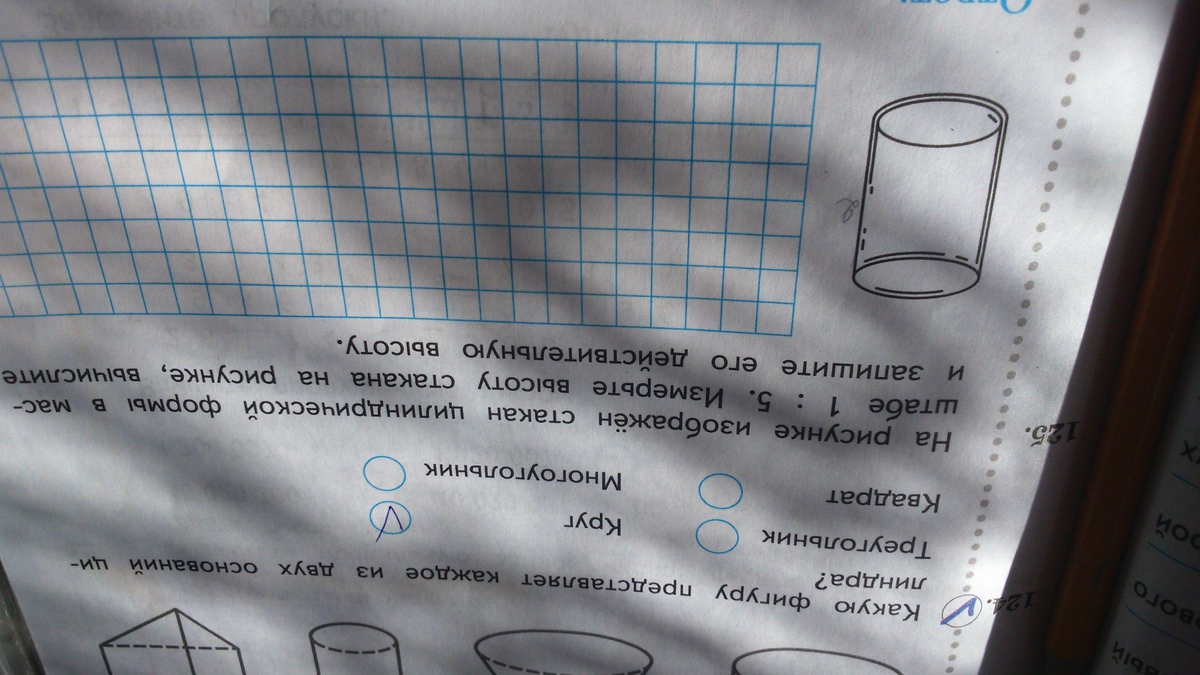 124. Какую фигуру представляет каждое из двух оснований ци-
линдра?
Треугольник Круг
Квадрат Многоугольник
125. На рисунке изображён стакан цилиндрической формы в мас-
штабе 1 : 5. Измерьте высоту стакана на рисунке, вычислите
и запишите его действительную высоту.